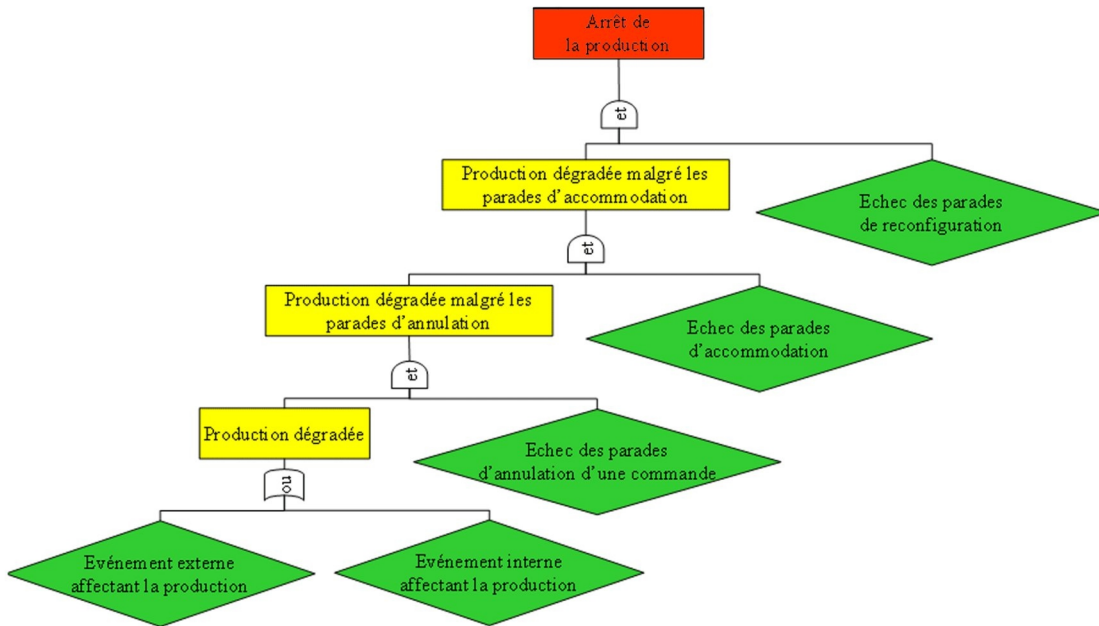 Arrêt de
la production
et
Production dégradée malgré les
parades d'accommodation
Echec des parades
de reconfiguration
et
Production dégradée malgré les
parades d'annulation
Echec des parades
d'accommodation
et
Production dégradée
Echec des parades
d'annulation d'une commande
ou
Evénement externe
affectant la production
Evénement interne
affectant la production